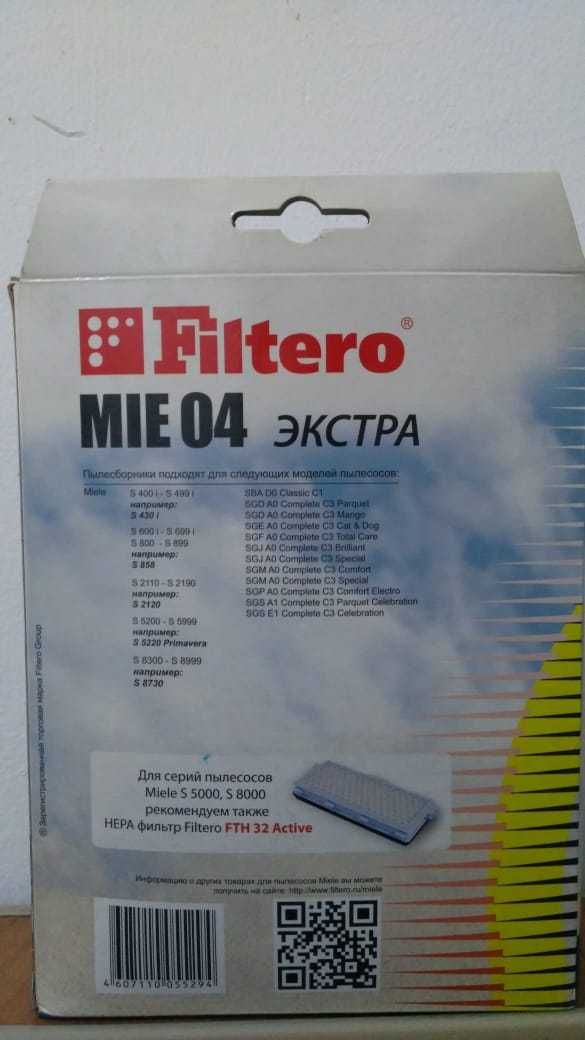 Filtero®
MIE 04 ЭКСТРА
Пылесборники подходят для следующих моделей пылесосов:
Miele
S 400 i - S 499 i
например:
S 430 i
S 600 i - S 699 i
S 800 - S 899
например:
S 858
S 2110 - S 2190
например:
S 2120
S 5200 - S 5999
например:
S 5220 Primavera
S 8300 - S 8999
например:
S 8730
SBA D0 Classic C1
SGD A0 Complete C3 Parquet
SGD A0 Complete C3 Mango
SGE A0 Complete C3 Cat & Dog
SGF A0 Complete C3 Total Care
SGJ A0 Complete C3 Brilliant
SGJ A0 Complete C3 Special
SGM A0 Complete C3 Comfort
SGM A0 Complete C3 Special
SGP A0 Complete C3 Comfort Electro
SGS A1 Complete C3 Parquet Celebration
SGS E1 Complete C3 Celebration
® Зарегистрированная торговая марка Filtero Group
Для серий пылесосов
Miele S 5000, S 8000
рекомендуем также
HEPA фильтр Filtero FTH 32 Active
Информацию о других товарах для пылесосов Miele вы можете
получить на сайте: http://www.filtero.ru/miele
4 607110 055294